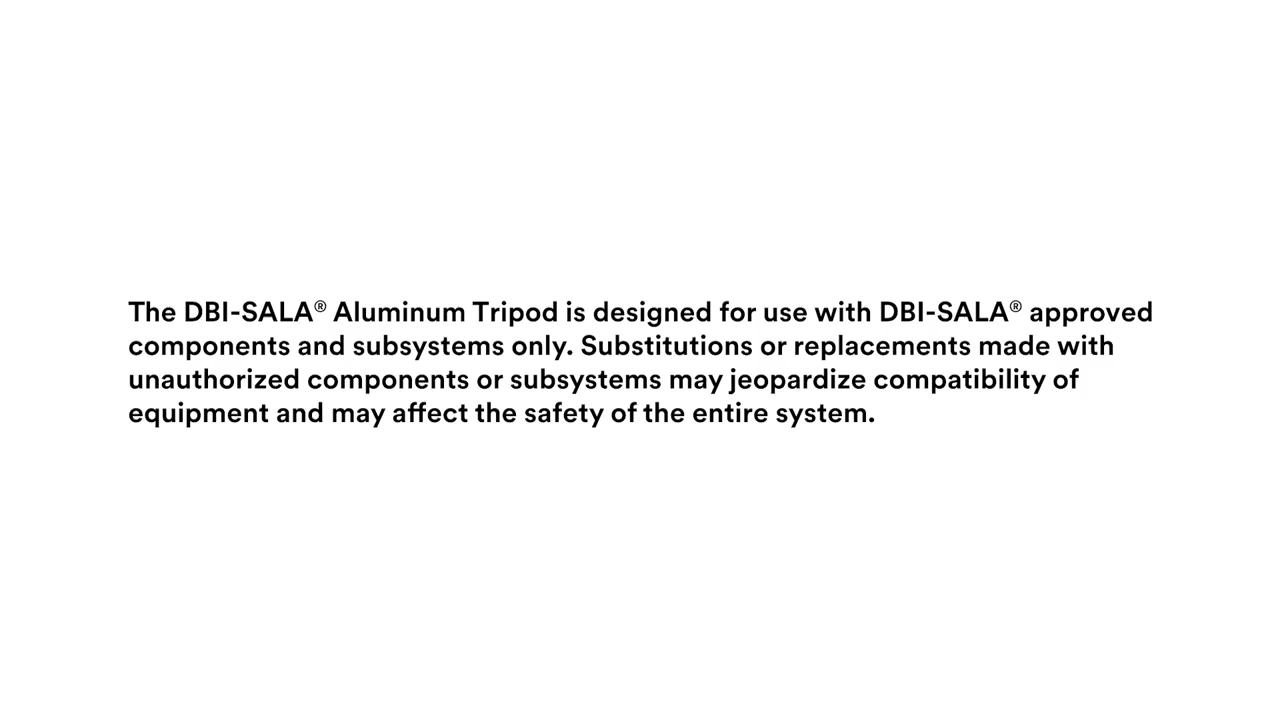 The DBI-SALA® Aluminum Tripod is designed for use with DBI-SALA® approved
components and subsystems only. Substitutions or replacements made with
unauthorized components or subsystems may jeopardize compatibility of
equipment and may affect the safety of the entire system.